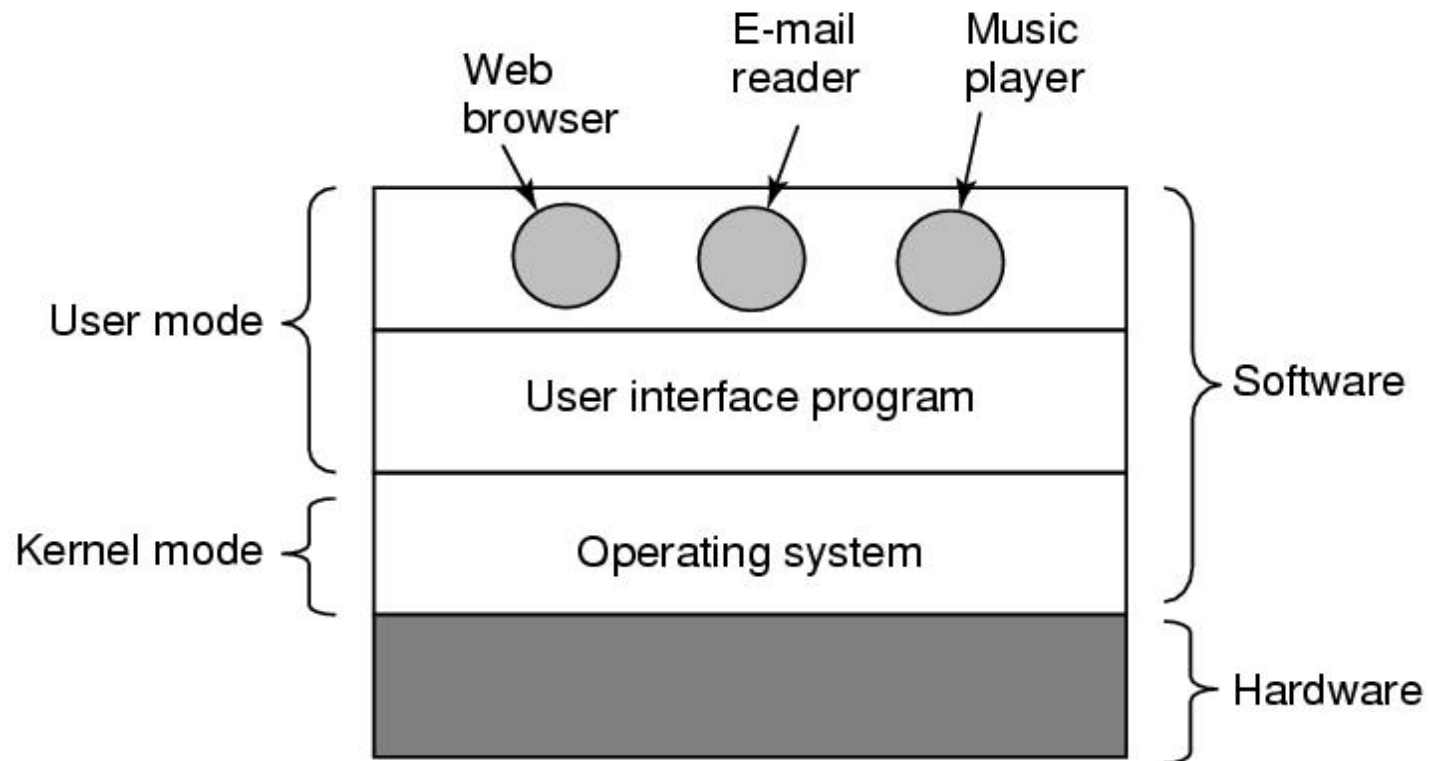 Web
browser
E-mail
reader
Music
player
User mode
User interface program
Software
Kernel mode
Operating system
Hardware